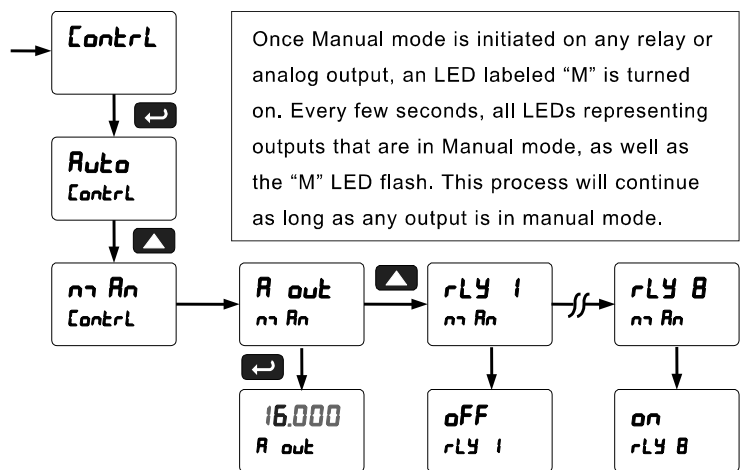 ContrL
Once Manual mode is initiated on any relay or
analog output, an LED labeled “M” is turned
on. Every few seconds, all LEDs representing
outputs that are in Manual mode, as well as
the “M” LED flash. This process will continue
as long as any output is in manual mode.
Auto
ContrL
mAn
ContrL
A out
mAn
rLY 1
mAn
rLY 8
mAn
16.000
A out
oFF
rLY 1
on
rLY 8